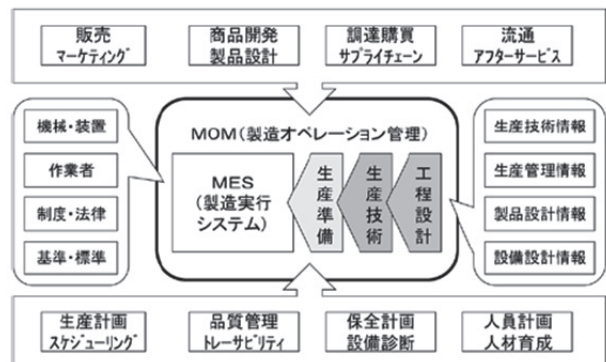 販売
マーケティング
商品開発
製品設計
調達購買
サプライチェーン
流通
アフターサービス
機械・装置
作業者
制度・法律
基準・標準
MOM(製造オペレーション管理)
MES
(製造実行
システム)
生産準備
生産技術
工程設計
生産技術情報
生産管理情報
製品設計情報
設備設計情報
生産計画
スケジューリング
品質管理
トレーサビリティ
保全計画
設備診断
人員計画
人材育成